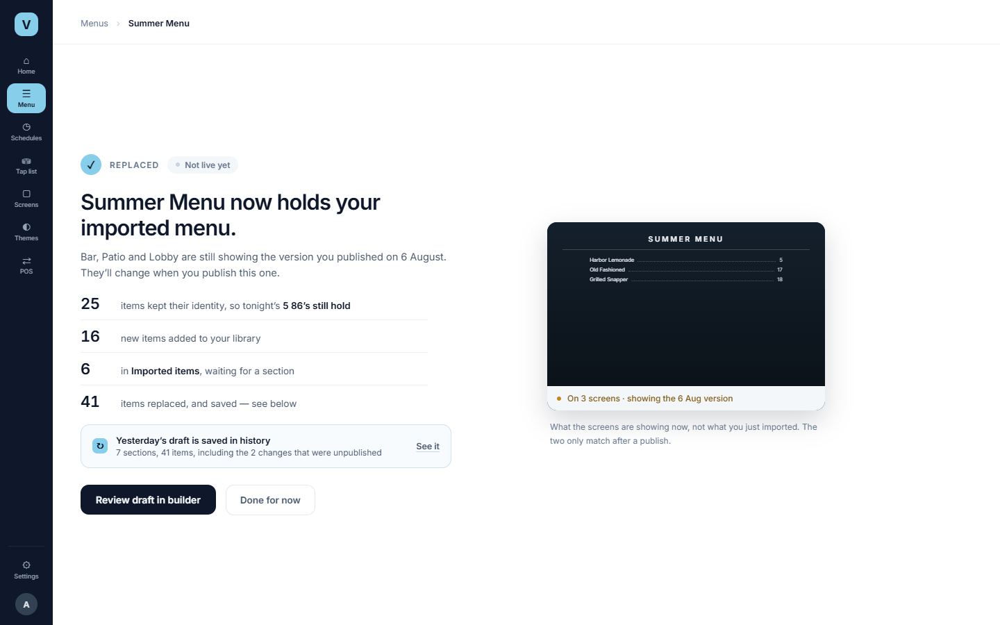 V
Menus › Summer Menu
Home
Menu
Schedules
Tap list
Screens
Themes
POS
Settings
A
REPLACED
Not live yet
Summer Menu now holds your
imported menu.
Bar, Patio and Lobby are still showing the version you published on 6 August.
They’ll change when you publish this one.
25 items kept their identity, so tonight’s 5 86’s still hold
16 new items added to your library
6 in Imported items, waiting for a section
41 items replaced, and saved — see below
Yesterday’s draft is saved in history
7 sections, 41 items, including the 2 changes that were unpublished
See it
Review draft in builder
Done for now
SUMMER MENU
Harbor Lemonade 5
Old Fashioned 17
Grilled Snapper 18
On 3 screens · showing the 6 Aug version
What the screens are showing now, not what you just imported. The
two only match after a publish.